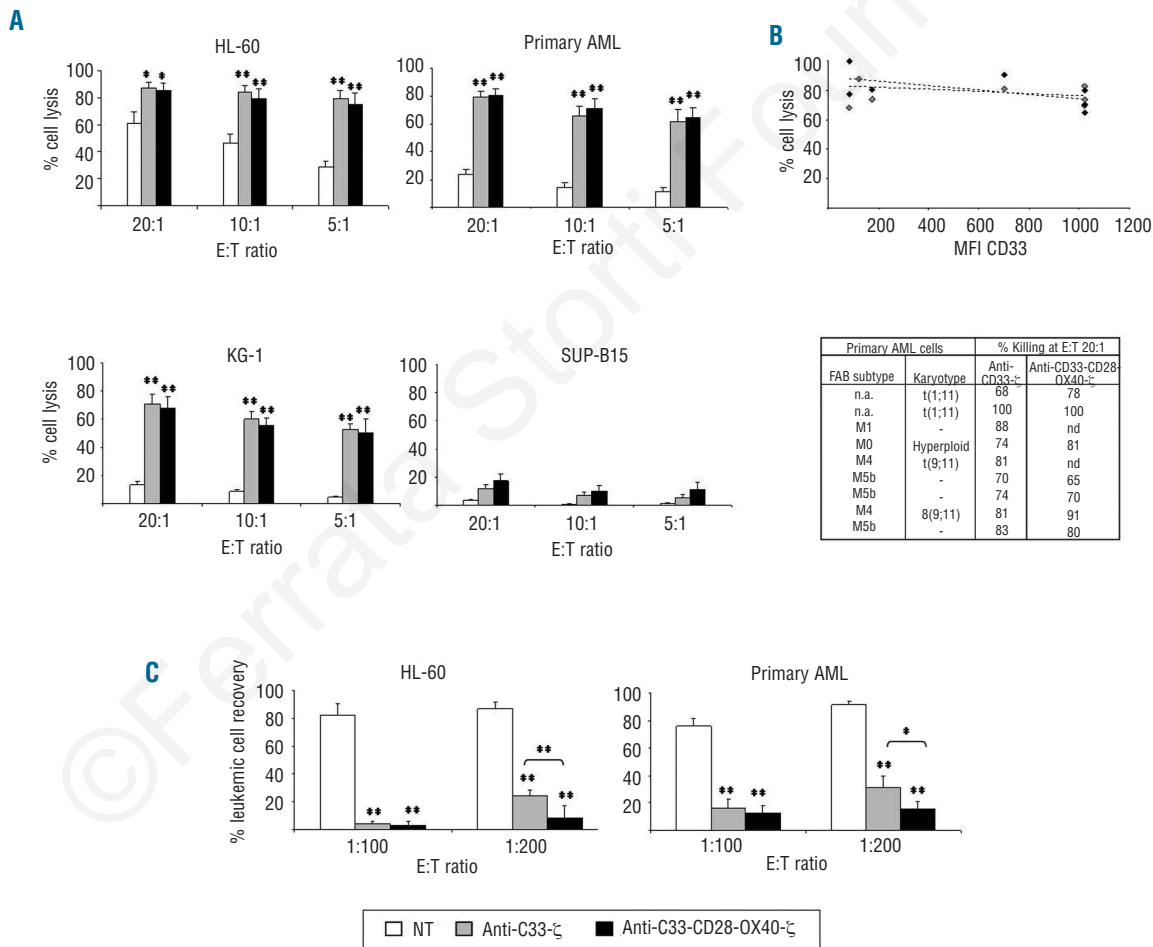 A
HL-60
% cell lysis
100
80
60
40
20
‡ ‡
‡‡ ‡‡
‡‡ ‡‡
20:1 10:1 5:1
E:T ratio
Primary AML
% cell lysis
100
80
60
40
20
‡‡ ‡‡
‡‡ ‡‡
‡‡ ‡‡
20:1 10:1 5:1
E:T ratio
B
% cell lysis
100
80
60
40
20
200 400 600 800 1000 1200
MFI CD33
KG-1
% cell lysis
100
80
60
40
20
‡‡ ‡‡
‡‡ ‡‡
‡‡ ‡‡
20:1 10:1 5:1
E:T ratio
SUP-B15
100
80
60
40
20
20:1 10:1 5:1
E:T ratio
Primary AML cells % Killing at E:T 20:1
FAB subtype Karyotype Anti-CD33-ζ Anti-CD33-CD28-OX40-ζ
n.a. t(1;11) 68 78
n.a. t(1;11) 100 100
M1 - 88 nd
M0 Hyperploid 74 81
M4 t(9;11) 81 nd
M5b - 70 65
M5b - 74 70
M4 8(9;11) 81 91
M5b - 83 80
C
HL-60
% leukemic cell recovery
100
80
60
40
20
‡‡ ‡‡
‡‡
‡‡ ‡‡
1:100 1:200
E:T ratio
Primary AML
100
80
60
40
20
‡‡ ‡‡
‡
‡‡ ‡‡
1:100 1:200
E:T ratio
NT Anti-C33-ζ Anti-C33-CD28-OX40-ζ
©Ferrata Storti Foun